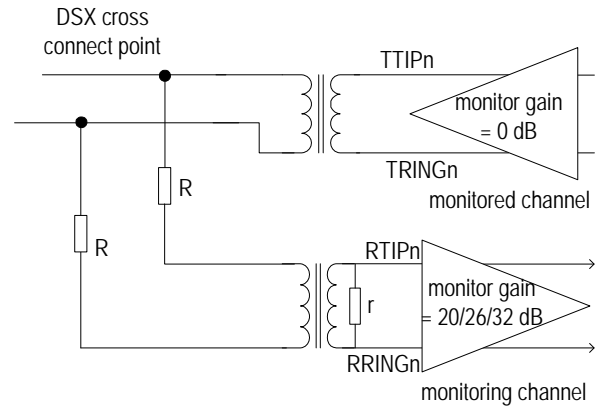 DSX cross
connect point
TTIPn
monitor gain
= 0 dB
TRINGn
monitored channel
R
R
RTIPn
monitor gain
= 20/26/32 dB
r
RRINGn
monitoring channel